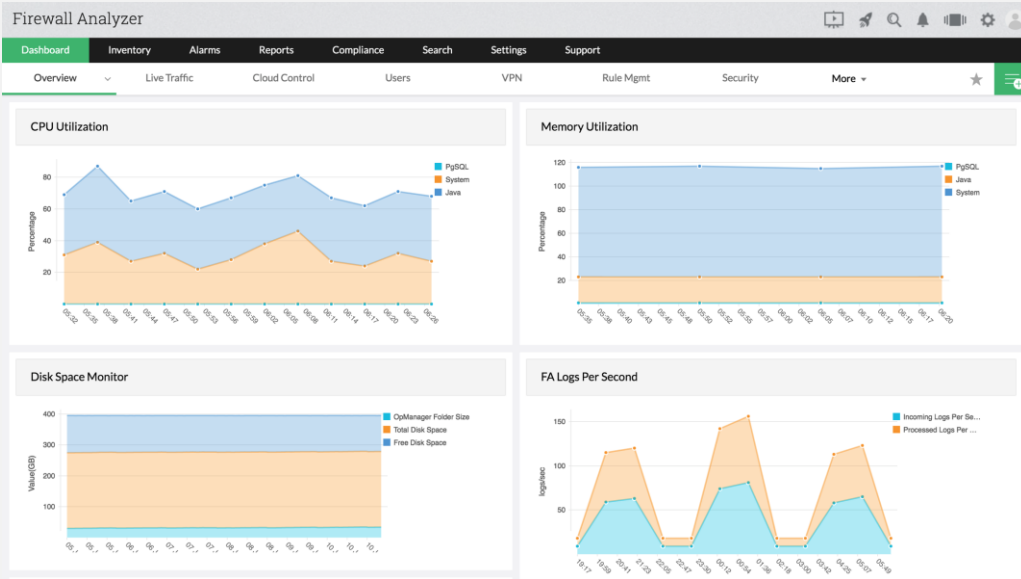 Firewall Analyzer
Dashboard Inventory Alarms Reports Compliance Search Settings Support
Overview Live Traffic Cloud Control Users VPN Rule Mgmt Security More
CPU Utilization
Percentage
80
60
40
20
PgSQL
System
Java
05:32 05:35 05:38 05:41 05:44 05:47 05:50 05:53 05:56 05:59 06:02 06:05 06:08 06:11 06:14 06:17 06:20 06:23 06:26
Memory Utilization
Percentage
120
100
80
60
40
20
PgSQL
Java
System
05:35 05:38 05:40 05:43 05:45 05:48 05:50 05:52 05:55 05:57 06:00 06:02 06:05 06:07 06:10 06:12 06:15 06:17 06:20
Disk Space Monitor
Value(GB)
400
300
200
100
OpManager Folder Size
Total Disk Space
Free Disk Space
FA Logs Per Second
logs/sec
150
100
50
Incoming Logs Per Se...
Processed Logs Per ...
19:17 19:59 20:41 21:23 22:05 22:47 23:30 00:12 00:54 01:36 02:18 03:00 03:42 04:25 05:07 05:49